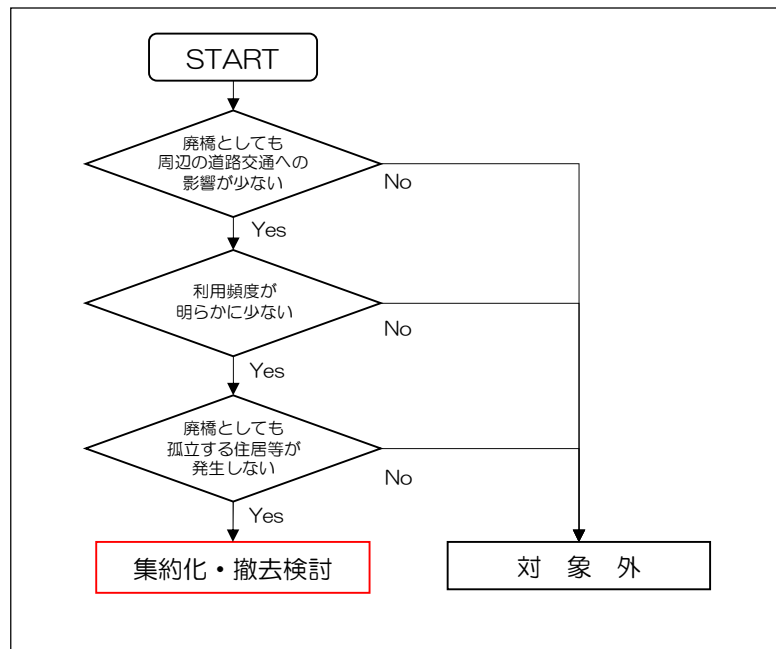 START
廃橋としても
周辺の道路交通への
影響が少ない
No
Yes
利用頻度が
明らかに少ない
No
Yes
廃橋としても
孤立する住居等が
発生しない
No
Yes
集約化・撤去検討
対　象　外